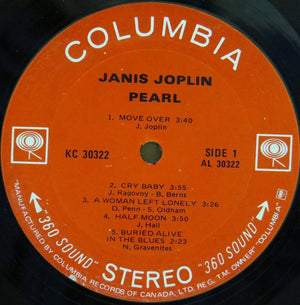 COLUMBIA
JANIS JOPLIN
PEARL
1. MOVE OVER 3:40
J. Joplin
KC 30322
SIDE 1
AL 30322
2. CRY BABY 3:55
J. Ragovoy - B. Berns
3. A WOMAN LEFT LONELY 3:26
D. Penn - S. Oldham
4. HALF MOON 3:50
J. Hall
5. BURIED ALIVE
IN THE BLUES 2:23
N. Gravenites
"360 SOUND" STEREO "360 SOUND"
MANUFACTURED BY COLUMBIA RECORDS OF CANADA, LTD. REG. T.M. OWNER "COLUMBIA"